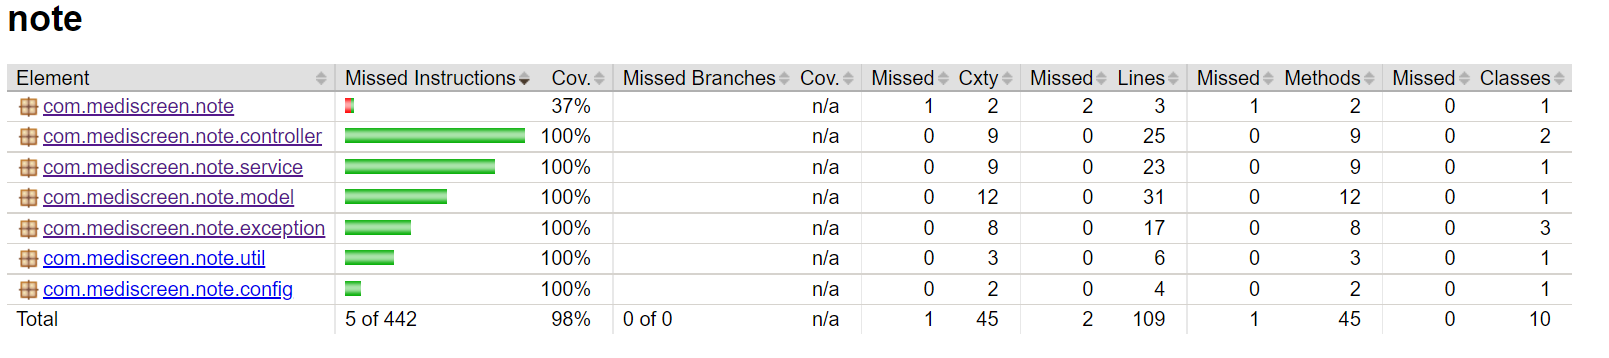 note
Element Missed Instructions Cov. Missed Branches Cov. Missed Cxty Missed Lines Missed Methods Missed Classes
com.mediscreen.note 37% n/a 1 2 2 3 1 2 0 1
com.mediscreen.note.controller 100% n/a 0 9 0 25 0 9 0 2
com.mediscreen.note.service 100% n/a 0 9 0 23 0 9 0 1
com.mediscreen.note.model 100% n/a 0 12 0 31 0 12 0 1
com.mediscreen.note.exception 100% n/a 0 8 0 17 0 8 0 3
com.mediscreen.note.util 100% n/a 0 3 0 6 0 3 0 1
com.mediscreen.note.config 100% n/a 0 2 0 4 0 2 0 1
Total 5 of 442 98% 0 of 0 n/a 1 45 2 109 1 45 0 10